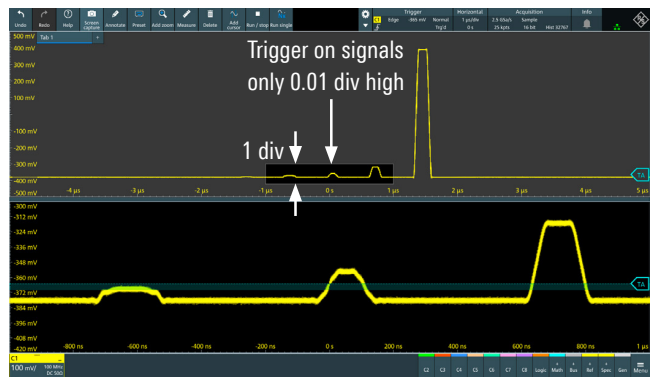 Undo Redo Help Screen capture Annotate Preset Add zoom Search Measure Delete Add cursor Run / stop Run single
Trigger Horizontal Acquisition Info
C1 Edge -365 mV Normal 1 µs/div 2.5 GSa/s Sample
Trg'd 0 s 25 kpts 16 bit Hist 32767
500 mV Tab 1 +
400 mV
300 mV
200 mV
100 mV
-100 mV
-200 mV
-300 mV
-400 mV
-500 mV
Trigger on signals
only 0.01 div high
1 div
TA
-4 µs -3 µs -2 µs -1 µs 0 s 1 µs 2 µs 3 µs 4 µs 5 µs
-300 mV
-312 mV
-324 mV
-336 mV
-348 mV
-360 mV
-372 mV
-384 mV
-396 mV
-408 mV
-420 mV
TA
-800 ns -600 ns -400 ns -200 ns 0 s 200 ns 400 ns 600 ns 800 ns 1 µs
C1
100 mV/ 100 MHz
DC 50Ω
C2 C3 C4 C5 C6 C7 C8 Logic Math Bus Ref Spec Gen Menu